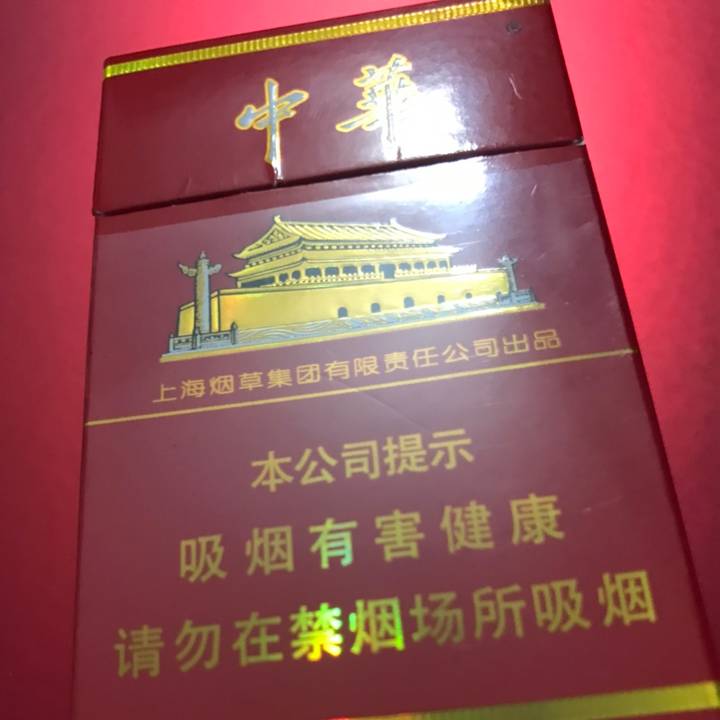 中華
上海烟草集团有限责任公司出品
本公司提示
吸烟有害健康
请勿在禁烟场所吸烟